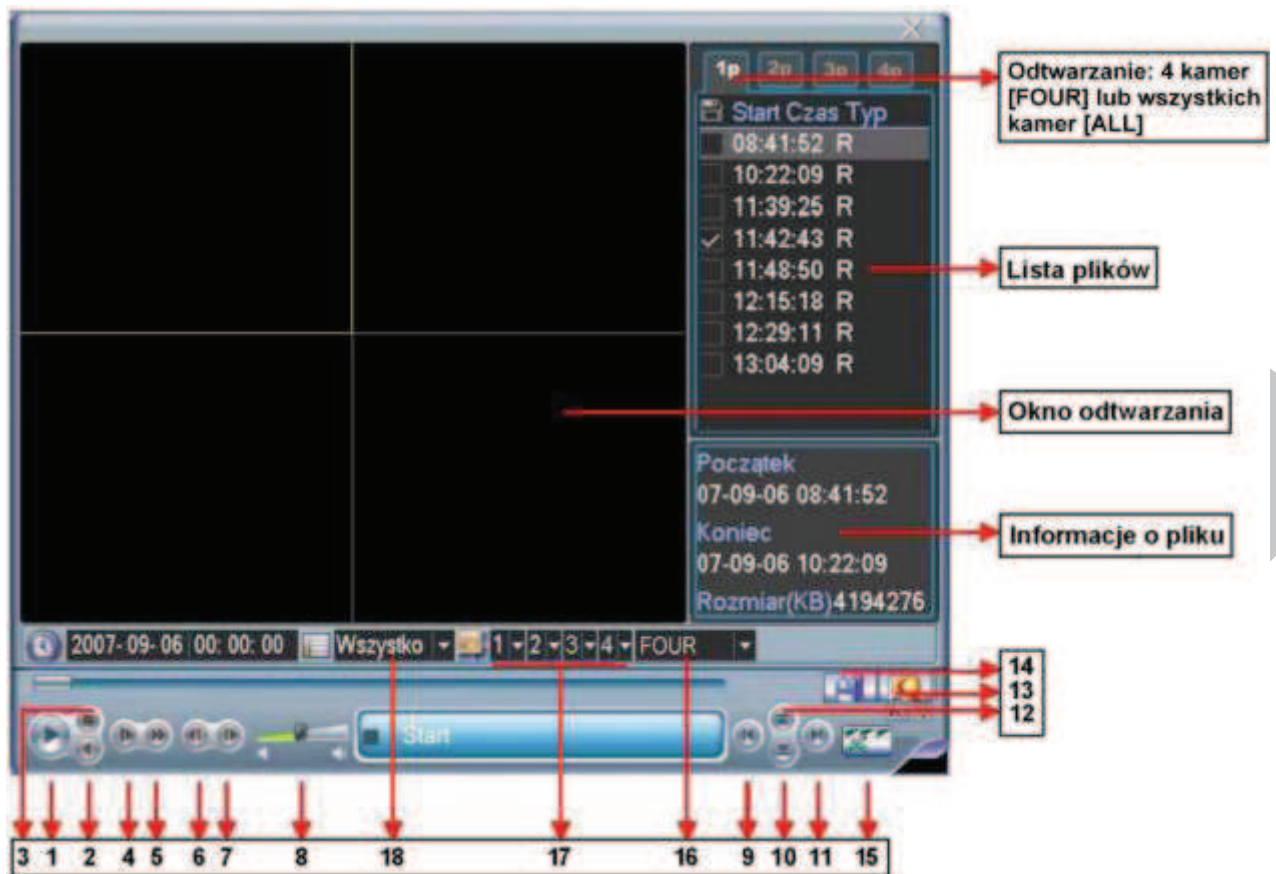 1p 2p 3p 4p
Start Czas Typ
08:41:52 R
10:22:09 R
11:39:25 R
11:42:43 R
11:48:50 R
12:15:18 R
12:29:11 R
13:04:09 R
Początek
07-09-06 08:41:52
Koniec
07-09-06 10:22:09
Rozmiar(KB)4194276
Odtwarzanie: 4 kamer
[FOUR] lub wszystkich
kamer [ALL]
Lista plików
Okno odtwarzania
Informacje o pliku
2007-09-06 00:00:00 Wszystko 1 2 3 4 FOUR
Start
14
13
12
3 1 2 4 5 6 7 8 18 17 16 9 10 11 15